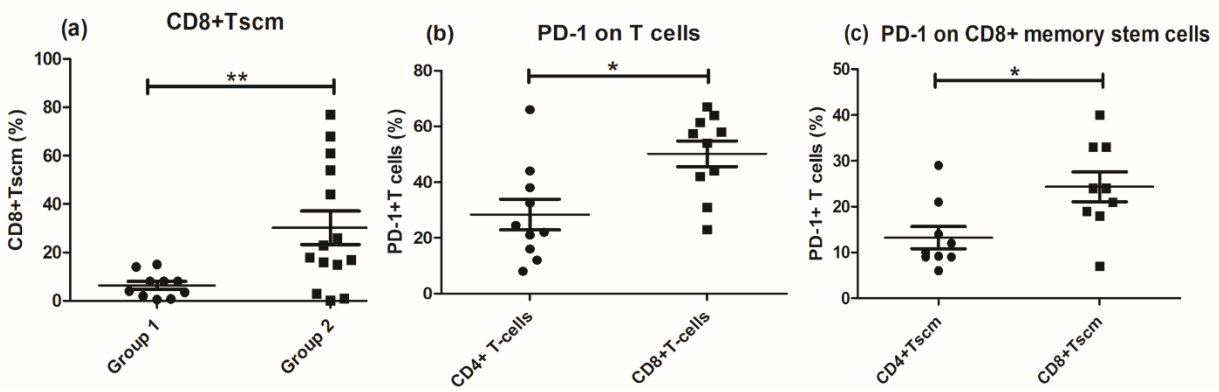 (a)
CD8+Tscm
CD8+Tscm (%)
100
80
60
40
20
0
**
Group 1
Group 2
(b)
PD-1 on T cells
PD-1+T cells (%)
80
60
40
20
0
*
CD4+ T-cells
CD8+T-cells
(c) PD-1 on CD8+ memory stem cells
PD-1+ T cells (%)
50
40
30
20
10
0
*
CD4+Tscm
CD8+Tscm